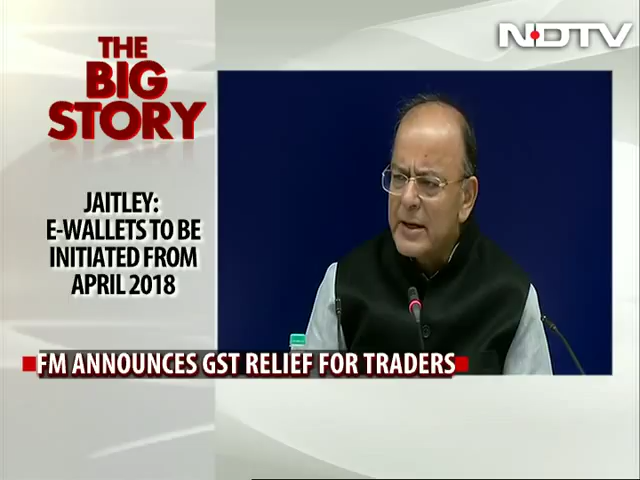 NDTV
THE
BIG
STORY
JAITLEY:
E-WALLETS TO BE
INITIATED FROM
APRIL 2018
FM ANNOUNCES GST RELIEF FOR TRADERS